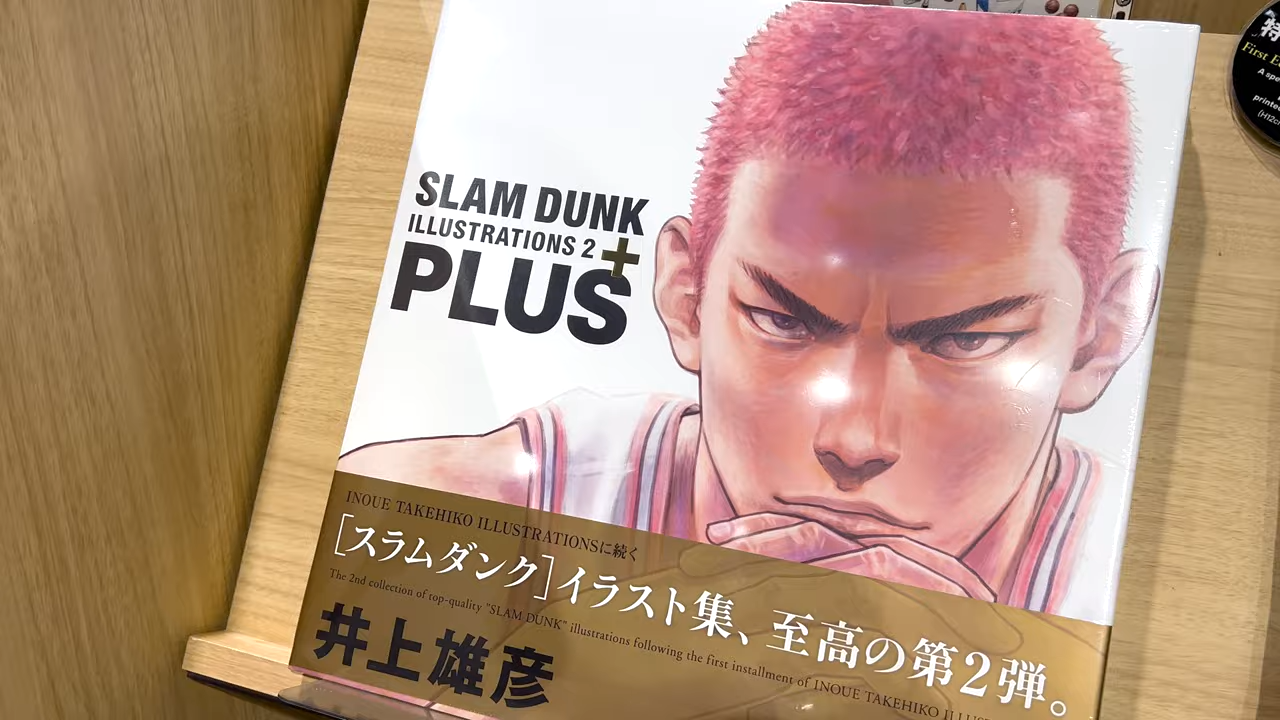 SLAM DUNK
ILLUSTRATIONS 2
PLUS+
INOUE TAKEHIKO ILLUSTRATIONSに続く
[スラムダンク]イラスト集、至高の第2弾。
The 2nd collection of top-quality "SLAM DUNK" illustrations following the first installment of INOUE TAKEHIKO
井上雄彦
特
First
A
printed